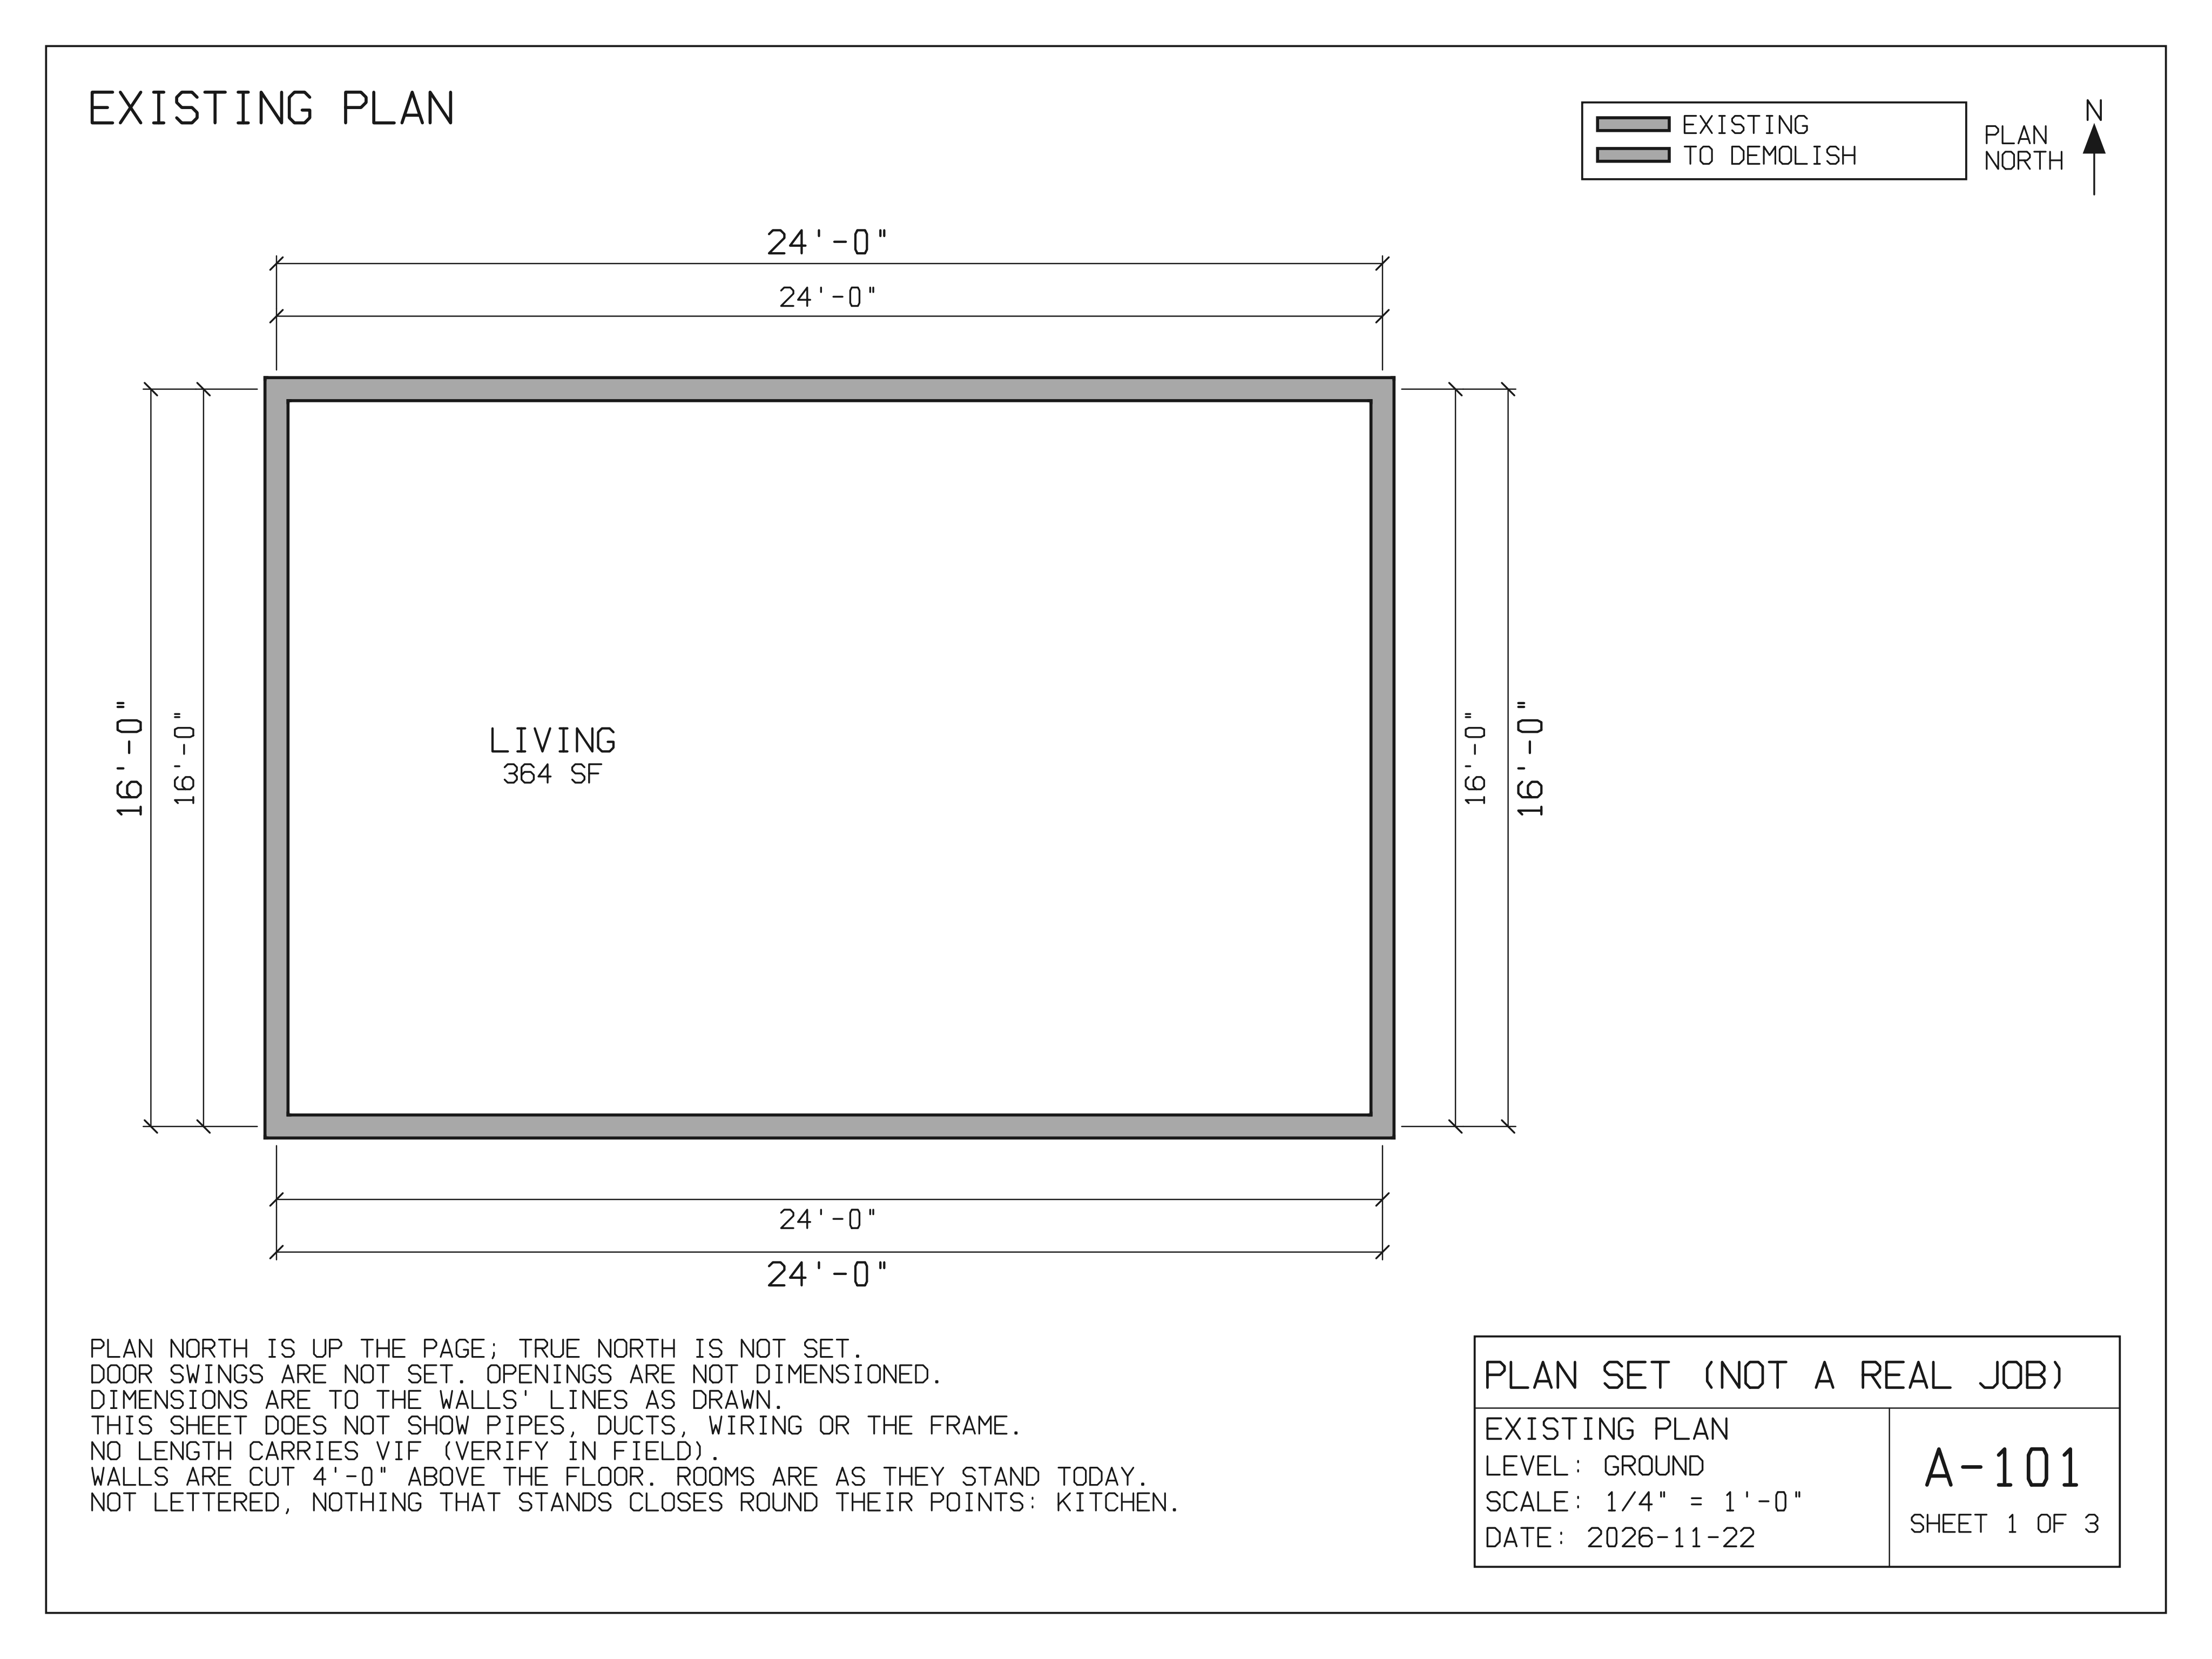 EXISTING PLAN
EXISTING
TO DEMOLISH
PLAN
NORTH
N
24'-0"
24'-0"
16'-0"
16'-0"
LIVING
364 SF
16'-0"
16'-0"
24'-0"
24'-0"
PLAN NORTH IS UP THE PAGE; TRUE NORTH IS NOT SET.
DOOR SWINGS ARE NOT SET. OPENINGS ARE NOT DIMENSIONED.
DIMENSIONS ARE TO THE WALLS' LINES AS DRAWN.
THIS SHEET DOES NOT SHOW PIPES, DUCTS, WIRING OR THE FRAME.
NO LENGTH CARRIES VIF (VERIFY IN FIELD).
WALLS ARE CUT 4'-0" ABOVE THE FLOOR. ROOMS ARE AS THEY STAND TODAY.
NOT LETTERED, NOTHING THAT STANDS CLOSES ROUND THEIR POINTS: KITCHEN.
PLAN SET (NOT A REAL JOB)
EXISTING PLAN
LEVEL: GROUND
SCALE: 1/4" = 1'-0"
DATE: 2026-11-22
A-101
SHEET 1 OF 3